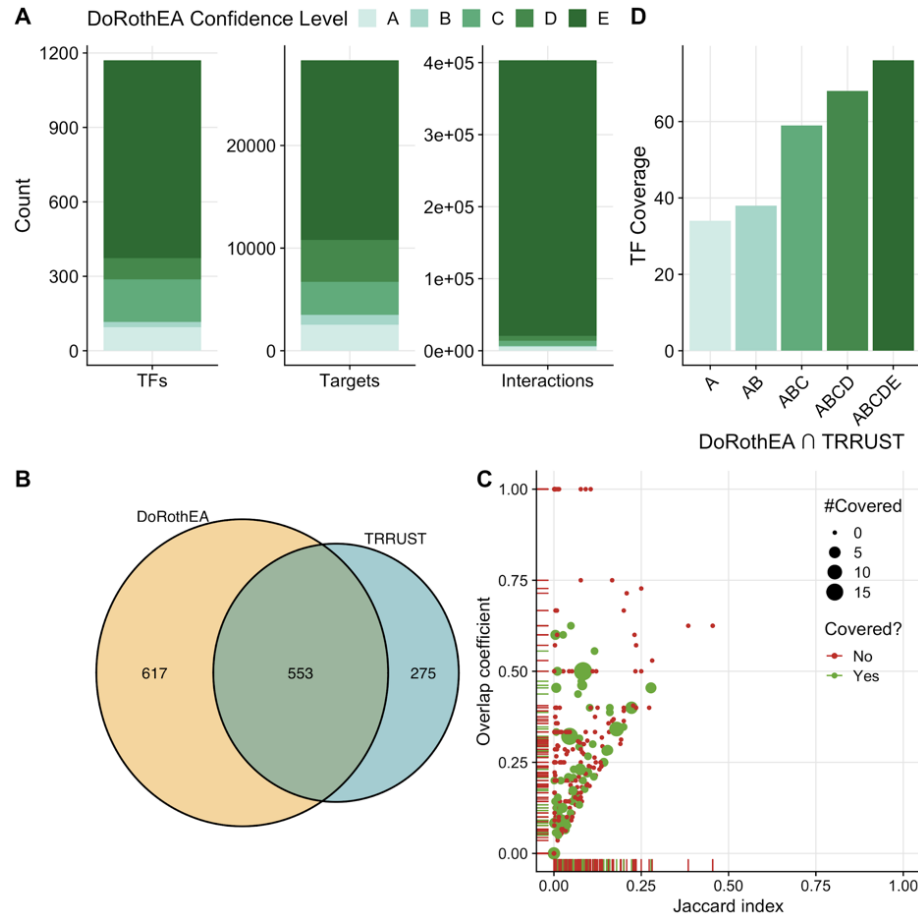 A
DoRothEA Confidence Level A B C D E
Count
1200
900
600
300
0
TFs
20000
10000
0
Targets
4e+05
3e+05
2e+05
1e+05
0e+00
Interactions
D
TF Coverage
60
40
20
0
A
AB
ABC
ABCD
ABCDE
DoRothEA ∩ TRRUST
B
DoRothEA
TRRUST
617
553
275
C
Overlap coefficient
1.00
0.75
0.50
0.25
0.00
0.00 0.25 0.50 0.75 1.00
Jaccard index
#Covered
0
5
10
15
Covered?
No
Yes